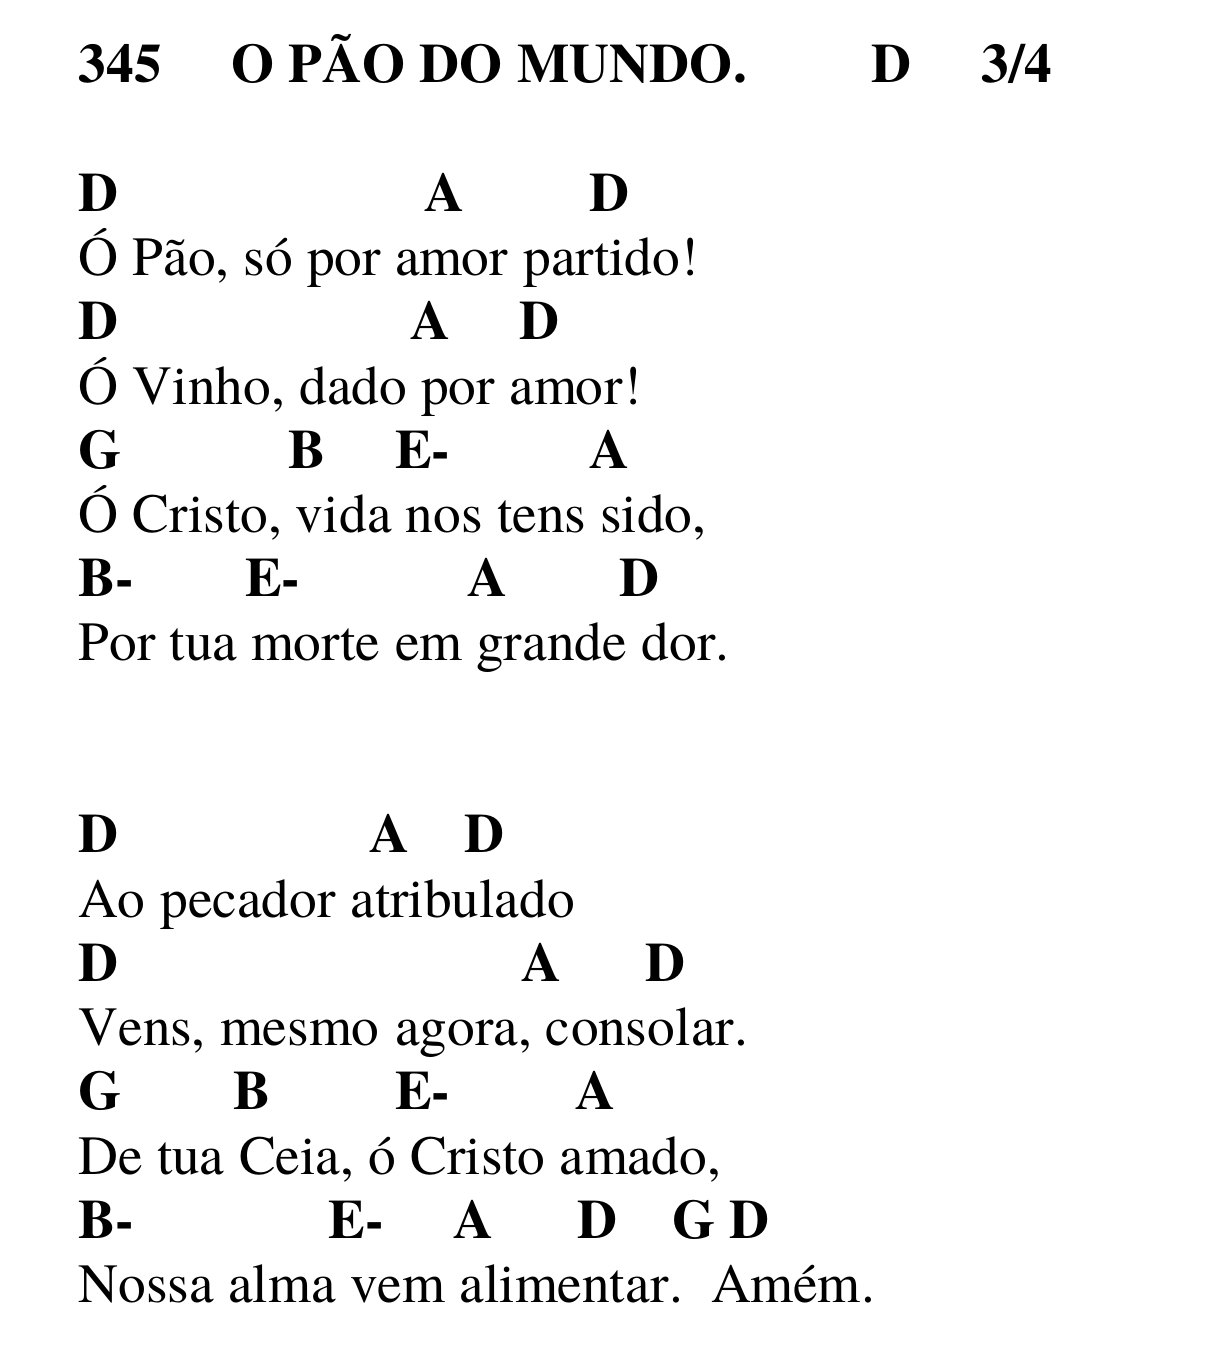 345 O PÃO DO MUNDO. D 3/4
D A D
Ó Pão, só por amor partido!
D A D
Ó Vinho, dado por amor!
G B E- A
Ó Cristo, vida nos tens sido,
B- E- A D
Por tua morte em grande dor.
D A D
Ao pecador atribulado
D A D
Vens, mesmo agora, consolar.
G B E- A
De tua Ceia, ó Cristo amado,
B- E- A D G D
Nossa alma vem alimentar. Amém.